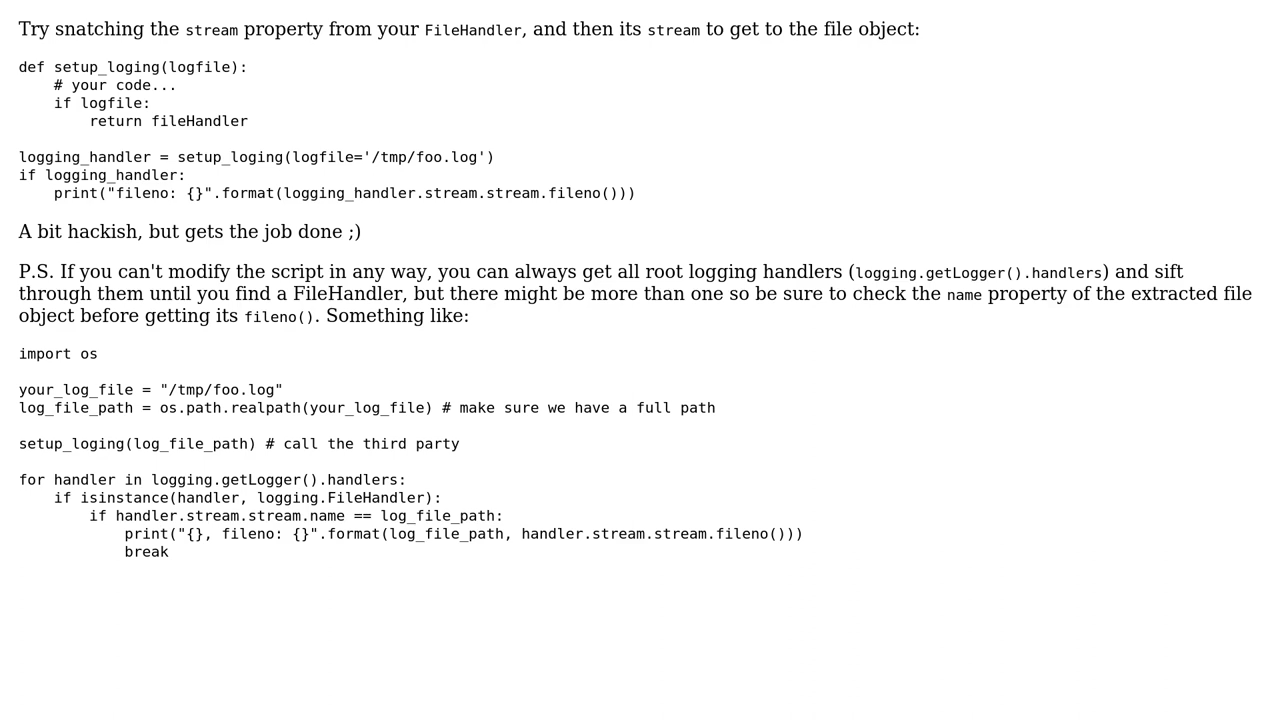 Try snatching the stream property from your FileHandler, and then its stream to get to the file object:
def setup_loging(logfile):
    # your code...
    if logfile:
        return fileHandler
logging_handler = setup_loging(logfile='/tmp/foo.log')
if logging_handler:
    print("fileno: {}".format(logging_handler.stream.stream.fileno()))
A bit hackish, but gets the job done ;)
P.S. If you can't modify the script in any way, you can always get all root logging handlers (logging.getLogger().handlers) and sift
through them until you find a FileHandler, but there might be more than one so be sure to check the name property of the extracted file
object before getting its fileno(). Something like:
import os
your_log_file = "/tmp/foo.log"
log_file_path = os.path.realpath(your_log_file) # make sure we have a full path
setup_loging(log_file_path) # call the third party
for handler in logging.getLogger().handlers:
    if isinstance(handler, logging.FileHandler):
        if handler.stream.stream.name == log_file_path:
            print("{}, fileno: {}".format(log_file_path, handler.stream.stream.fileno()))
            break